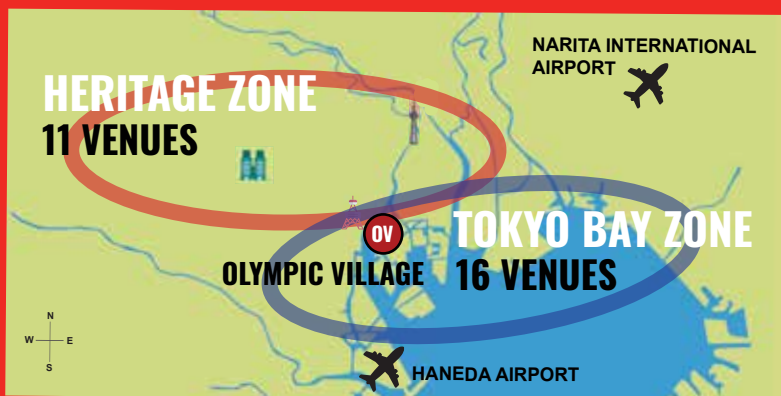 NARITA INTERNATIONAL
AIRPORT
HERITAGE ZONE
11 VENUES
OV
TOKYO BAY ZONE
OLYMPIC VILLAGE
16 VENUES
N
W E
S
HANEDA AIRPORT